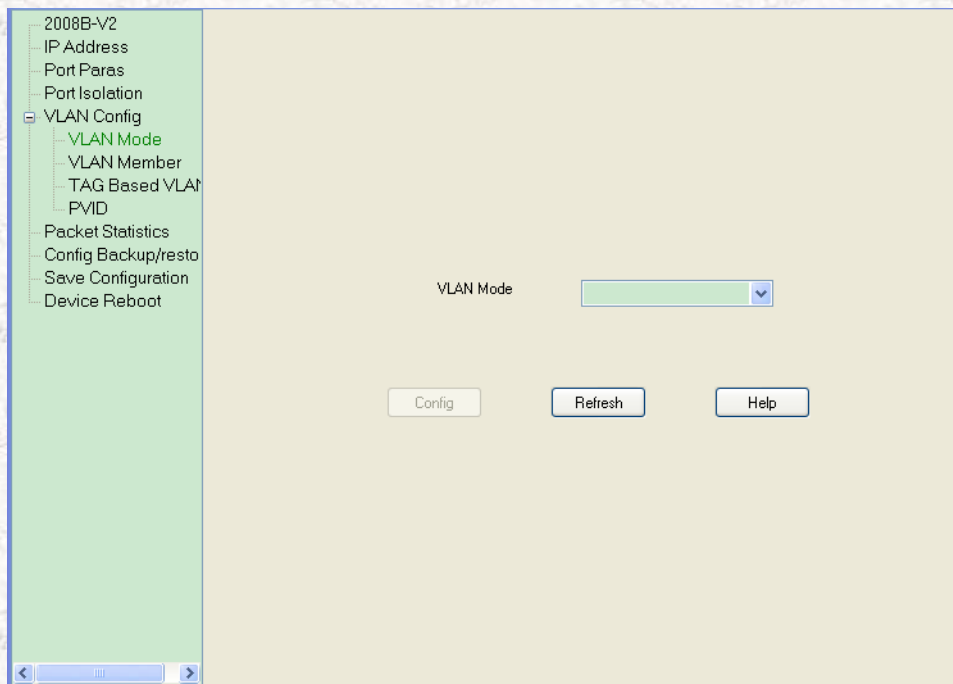 2008B-V2
IP Address
Port Paras
Port Isolation
VLAN Config
VLAN Mode
VLAN Member
TAG Based VLAN
PVID
Packet Statistics
Config Backup/resto
Save Configuration
Device Reboot
VLAN Mode
Config
Refresh
Help